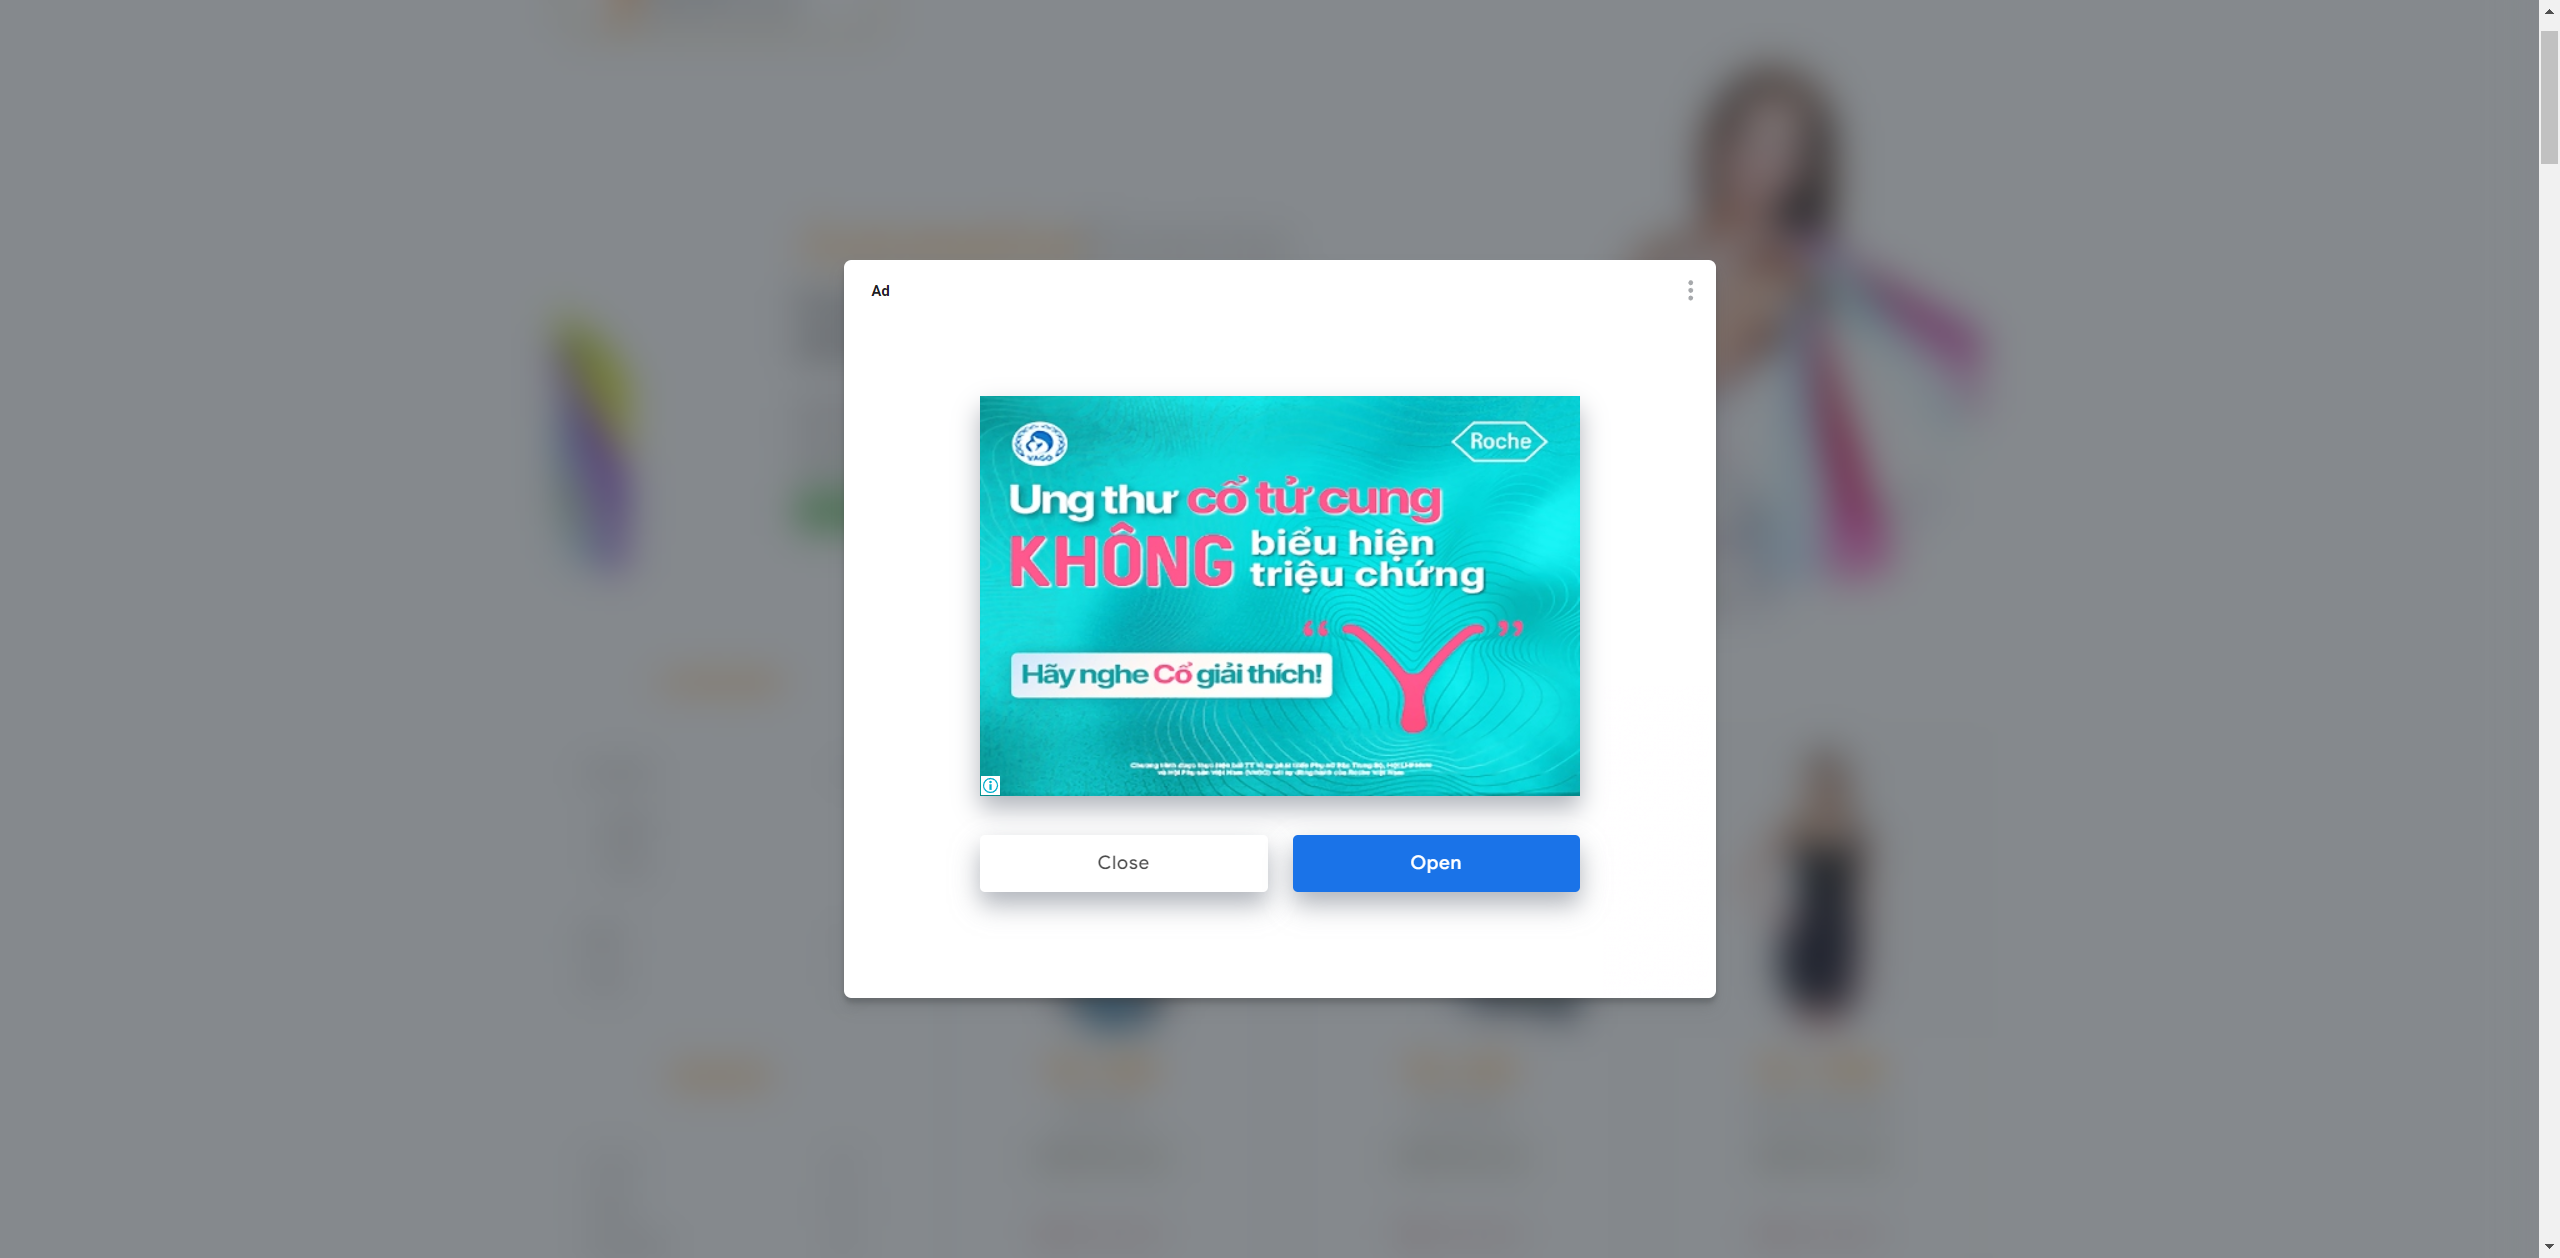 Ad
VAGO
Roche
Ung thư cổ tử cung
KHÔNG biểu hiện
triệu chứng
“ ”
Hãy nghe Cổ giải thích!
Close
Open